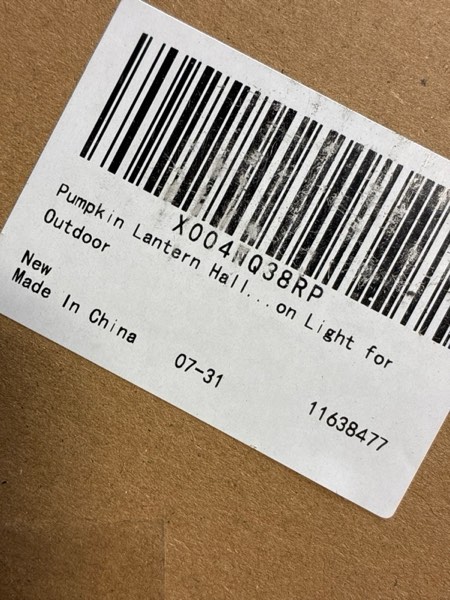 X004NQ38RP
Pumpkin Lantern Hall...on Light for
Outdoor
New
Made In China
07-31
11638477